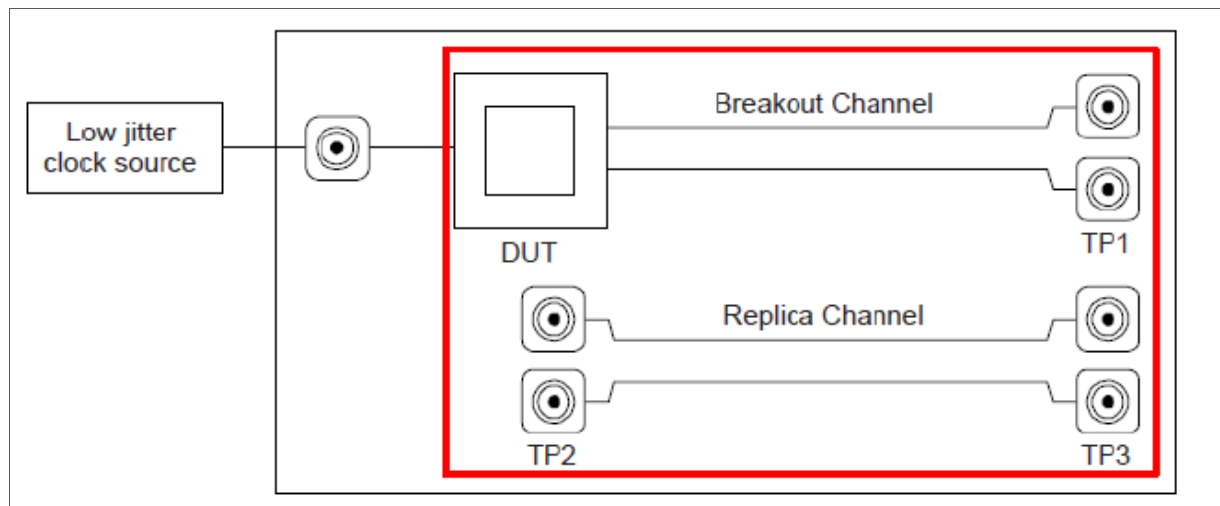 Low jitter
clock source
Breakout Channel
DUT
TP1
Replica Channel
TP2
TP3